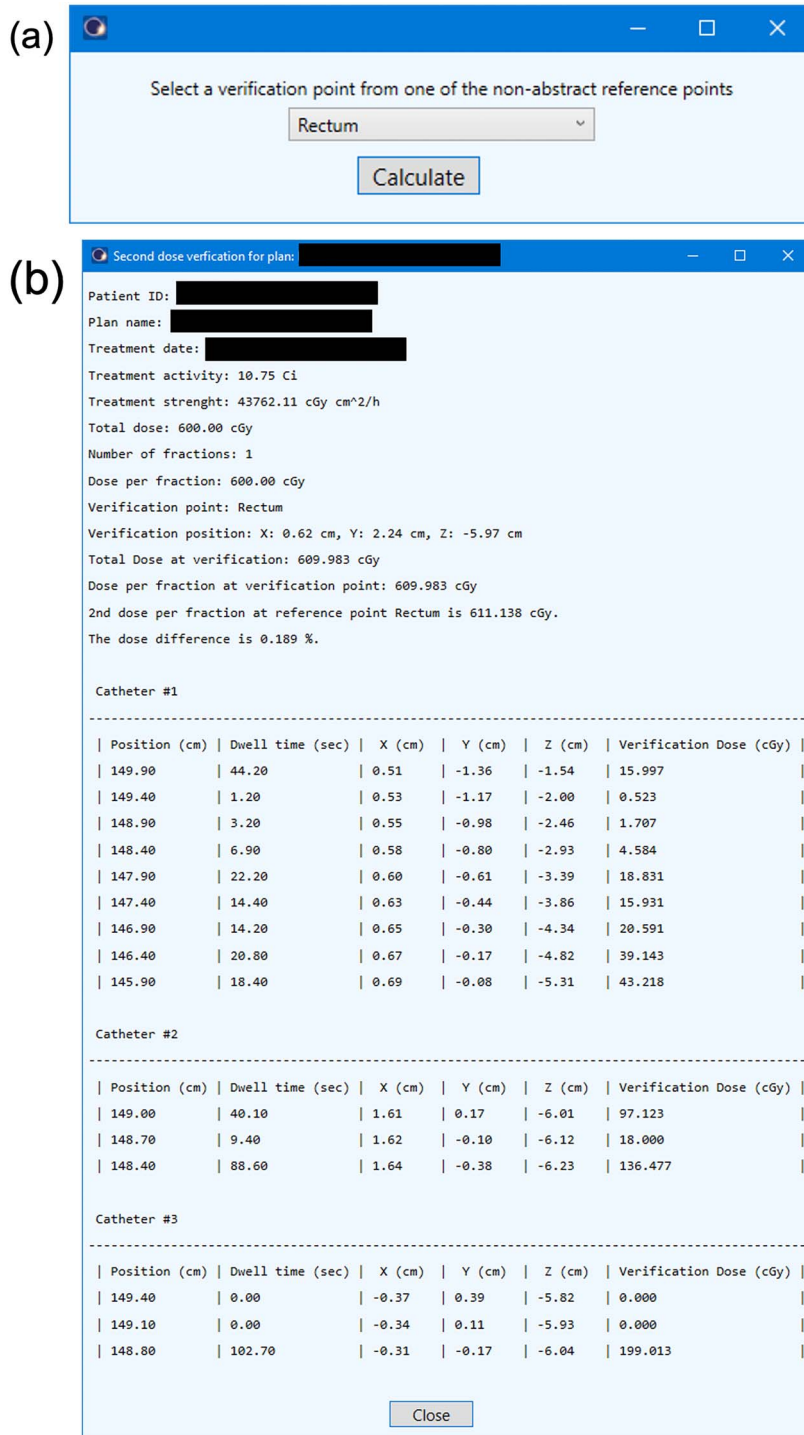 (a)
Select a verification point from one of the non-abstract reference points
Rectum
Calculate
(b)
Second dose verfication for plan:
Patient ID:
Plan name:
Treatment date:
Treatment activity: 10.75 Ci
Treatment strenght: 43762.11 cGy cm^2/h
Total dose: 600.00 cGy
Number of fractions: 1
Dose per fraction: 600.00 cGy
Verification point: Rectum
Verification position: X: 0.62 cm, Y: 2.24 cm, Z: -5.97 cm
Total Dose at verification: 609.983 cGy
Dose per fraction at verification point: 609.983 cGy
2nd dose per fraction at reference point Rectum is 611.138 cGy.
The dose difference is 0.189 %.
Catheter #1
-----------------------------------------------------------------------------------------
| Position (cm) | Dwell time (sec) | X (cm) | Y (cm) | Z (cm) | Verification Dose (cGy) |
| 149.90 | 44.20 | 0.51 | -1.36 | -1.54 | 15.997 |
| 149.40 | 1.20 | 0.53 | -1.17 | -2.00 | 0.523 |
| 148.90 | 3.20 | 0.55 | -0.98 | -2.46 | 1.707 |
| 148.40 | 6.90 | 0.58 | -0.80 | -2.93 | 4.584 |
| 147.90 | 22.20 | 0.60 | -0.61 | -3.39 | 18.831 |
| 147.40 | 14.40 | 0.63 | -0.44 | -3.86 | 15.931 |
| 146.90 | 14.20 | 0.65 | -0.30 | -4.34 | 20.591 |
| 146.40 | 20.80 | 0.67 | -0.17 | -4.82 | 39.143 |
| 145.90 | 18.40 | 0.69 | -0.08 | -5.31 | 43.218 |
Catheter #2
-----------------------------------------------------------------------------------------
| Position (cm) | Dwell time (sec) | X (cm) | Y (cm) | Z (cm) | Verification Dose (cGy) |
| 149.00 | 40.10 | 1.61 | 0.17 | -6.01 | 97.123 |
| 148.70 | 9.40 | 1.62 | -0.10 | -6.12 | 18.000 |
| 148.40 | 88.60 | 1.64 | -0.38 | -6.23 | 136.477 |
Catheter #3
-----------------------------------------------------------------------------------------
| Position (cm) | Dwell time (sec) | X (cm) | Y (cm) | Z (cm) | Verification Dose (cGy) |
| 149.40 | 0.00 | -0.37 | 0.39 | -5.82 | 0.000 |
| 149.10 | 0.00 | -0.34 | 0.11 | -5.93 | 0.000 |
| 148.80 | 102.70 | -0.31 | -0.17 | -6.04 | 199.013 |
Close